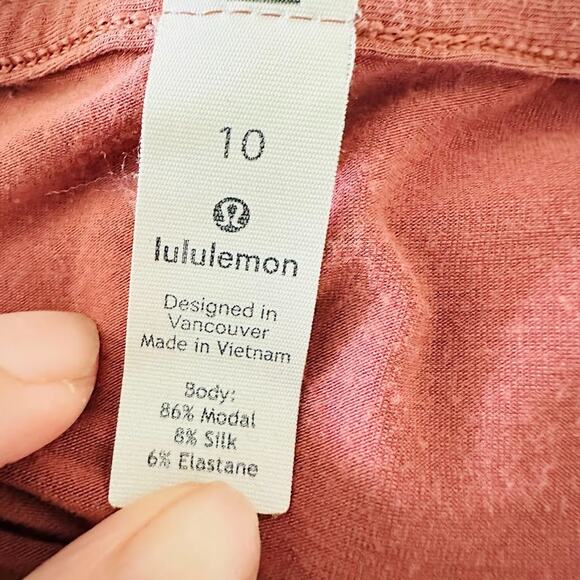 10
lululemon
Designed in
Vancouver
Made in Vietnam
Body:
86% Modal
8% Silk
6% Elastane